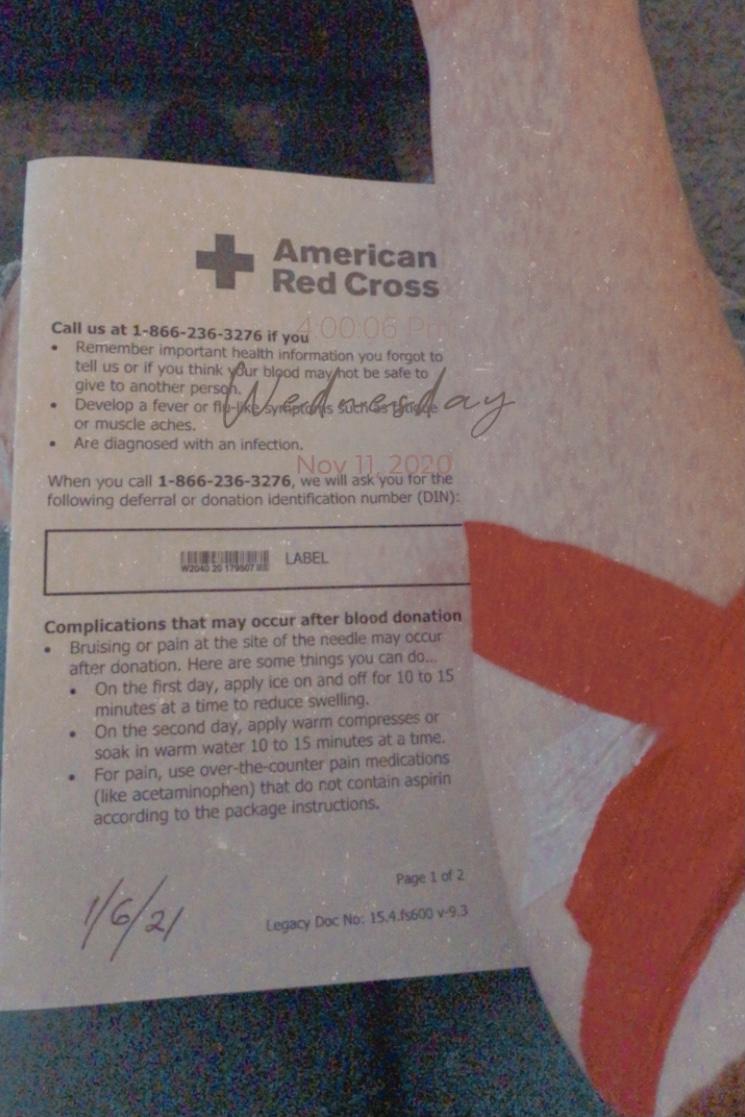 American
Red Cross
Call us at 1-866-236-3276 if you
4:00:06 Pm
• Remember important health information you forgot to
tell us or if you think your blood may not be safe to
give to another person.
Wednesday
• Develop a fever or flu-like symptoms such as
or muscle aches.
• Are diagnosed with an infection.
Nov 11, 2020
When you call 1-866-236-3276, we will ask you for the
following deferral or donation identification number (DIN):
W2040 20 179507
LABEL
Complications that may occur after blood donation
• Bruising or pain at the site of the needle may occur
after donation. Here are some things you can do...
• On the first day, apply ice on and off for 10 to 15
minutes at a time to reduce swelling.
• On the second day, apply warm compresses or
soak in warm water 10 to 15 minutes at a time.
• For pain, use over-the-counter pain medications
(like acetaminophen) that do not contain aspirin
according to the package instructions.
Page 1 of 2
1/6/21
Legacy Doc No: 15.4.fs600 v-9.3